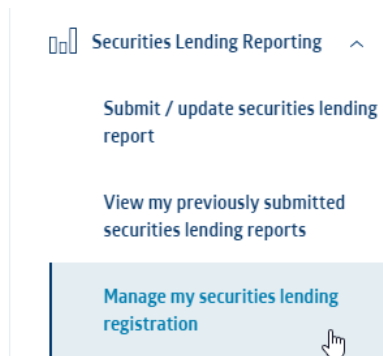 Securities Lending Reporting
Submit / update securities lending
report
View my previously submitted
securities lending reports
Manage my securities lending
registration